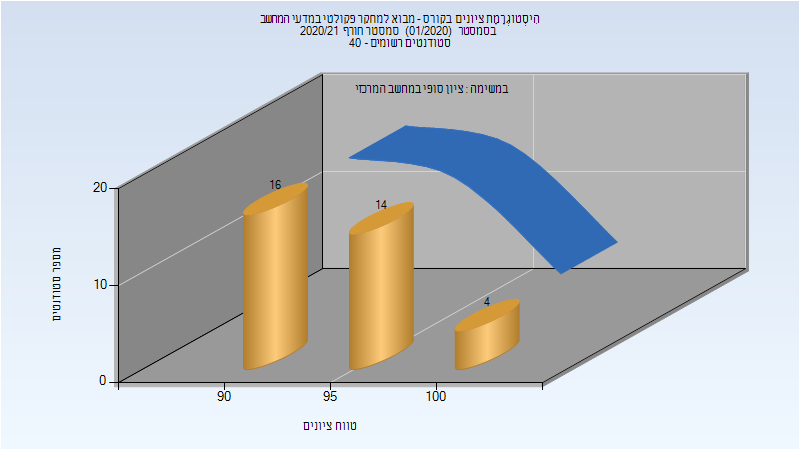 היסטוגרמת ציונים בקורס - מבוא למחקר פקולטי במדעי המחשב
בסמסטר (01/2020) סמסטר חורף 2020/21
סטודנטים רשומים - 40
במשימה : ציון סופי במחשב המרכזי
16
14
4
20
10
0
90
95
100
מספר סטודנטים
טווח ציונים